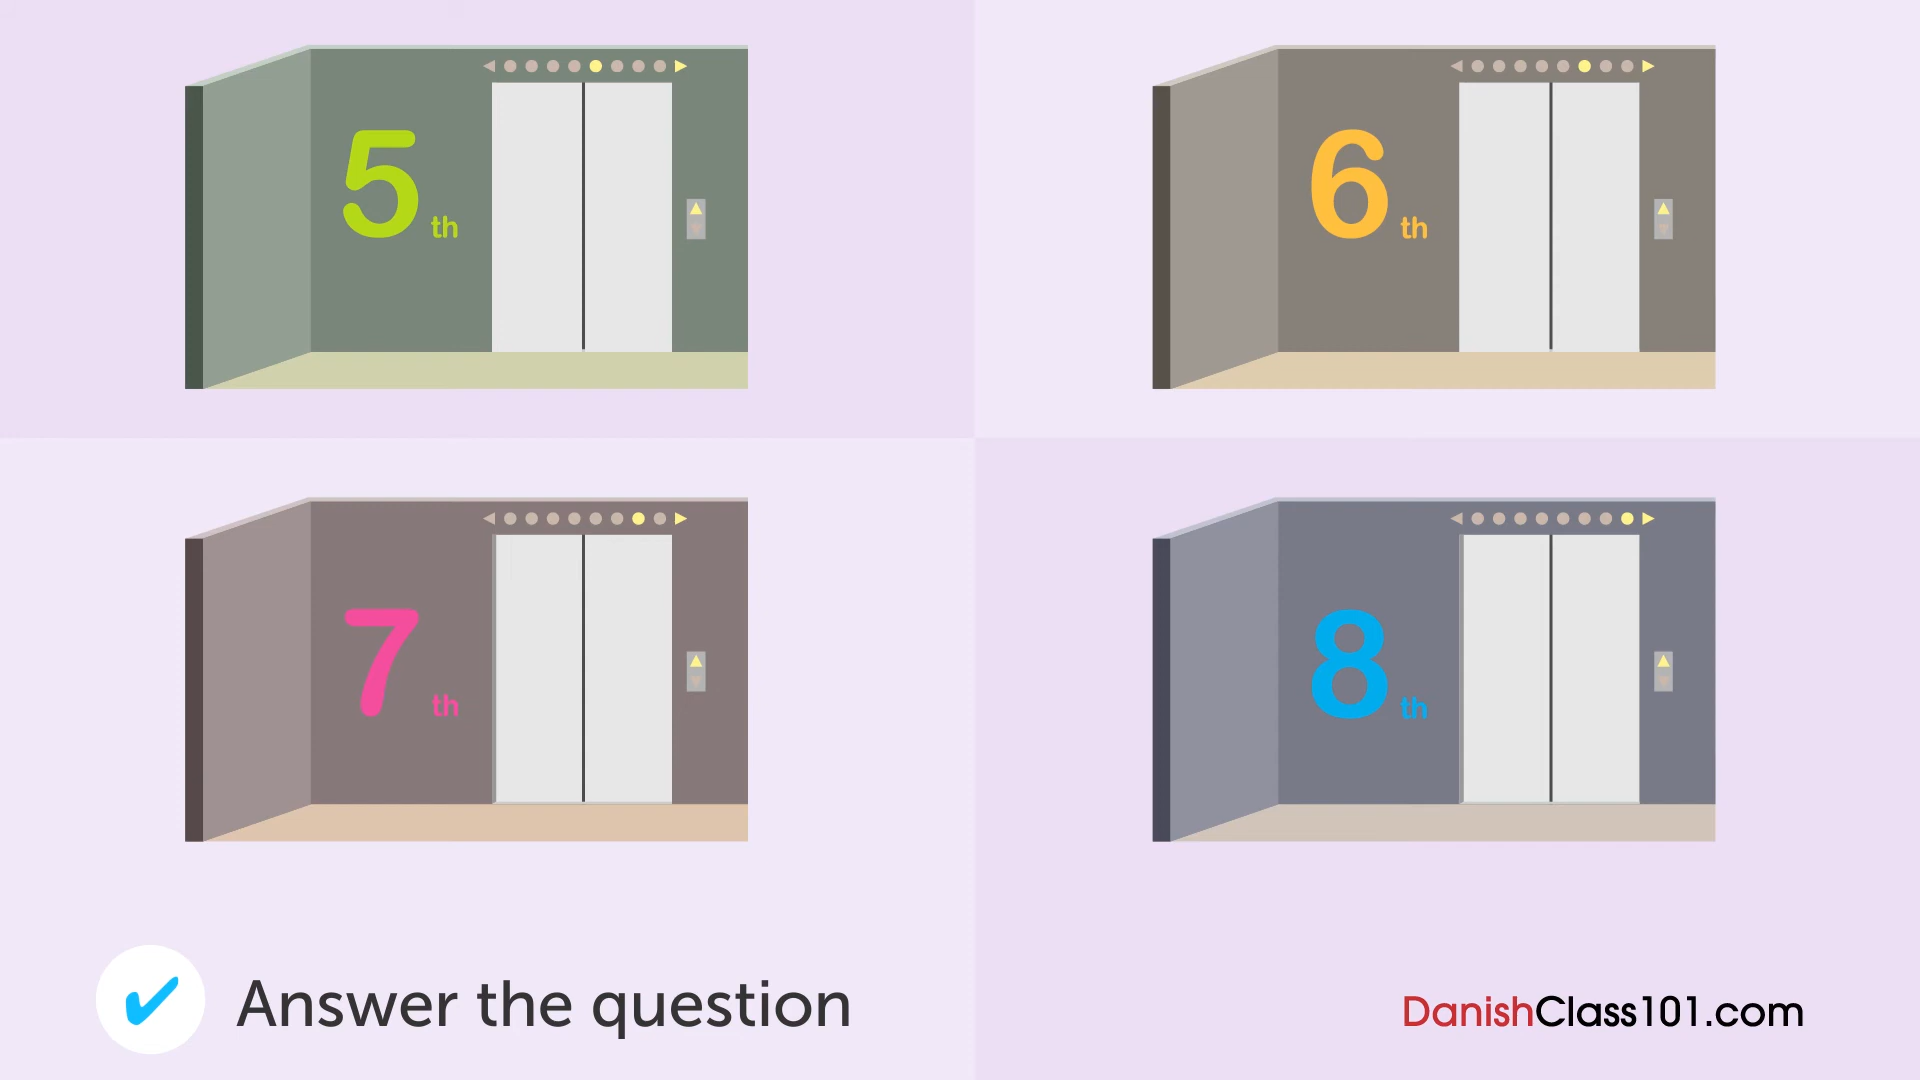 5th
6th
7th
8th
✔ Answer the question
DanishClass101.com